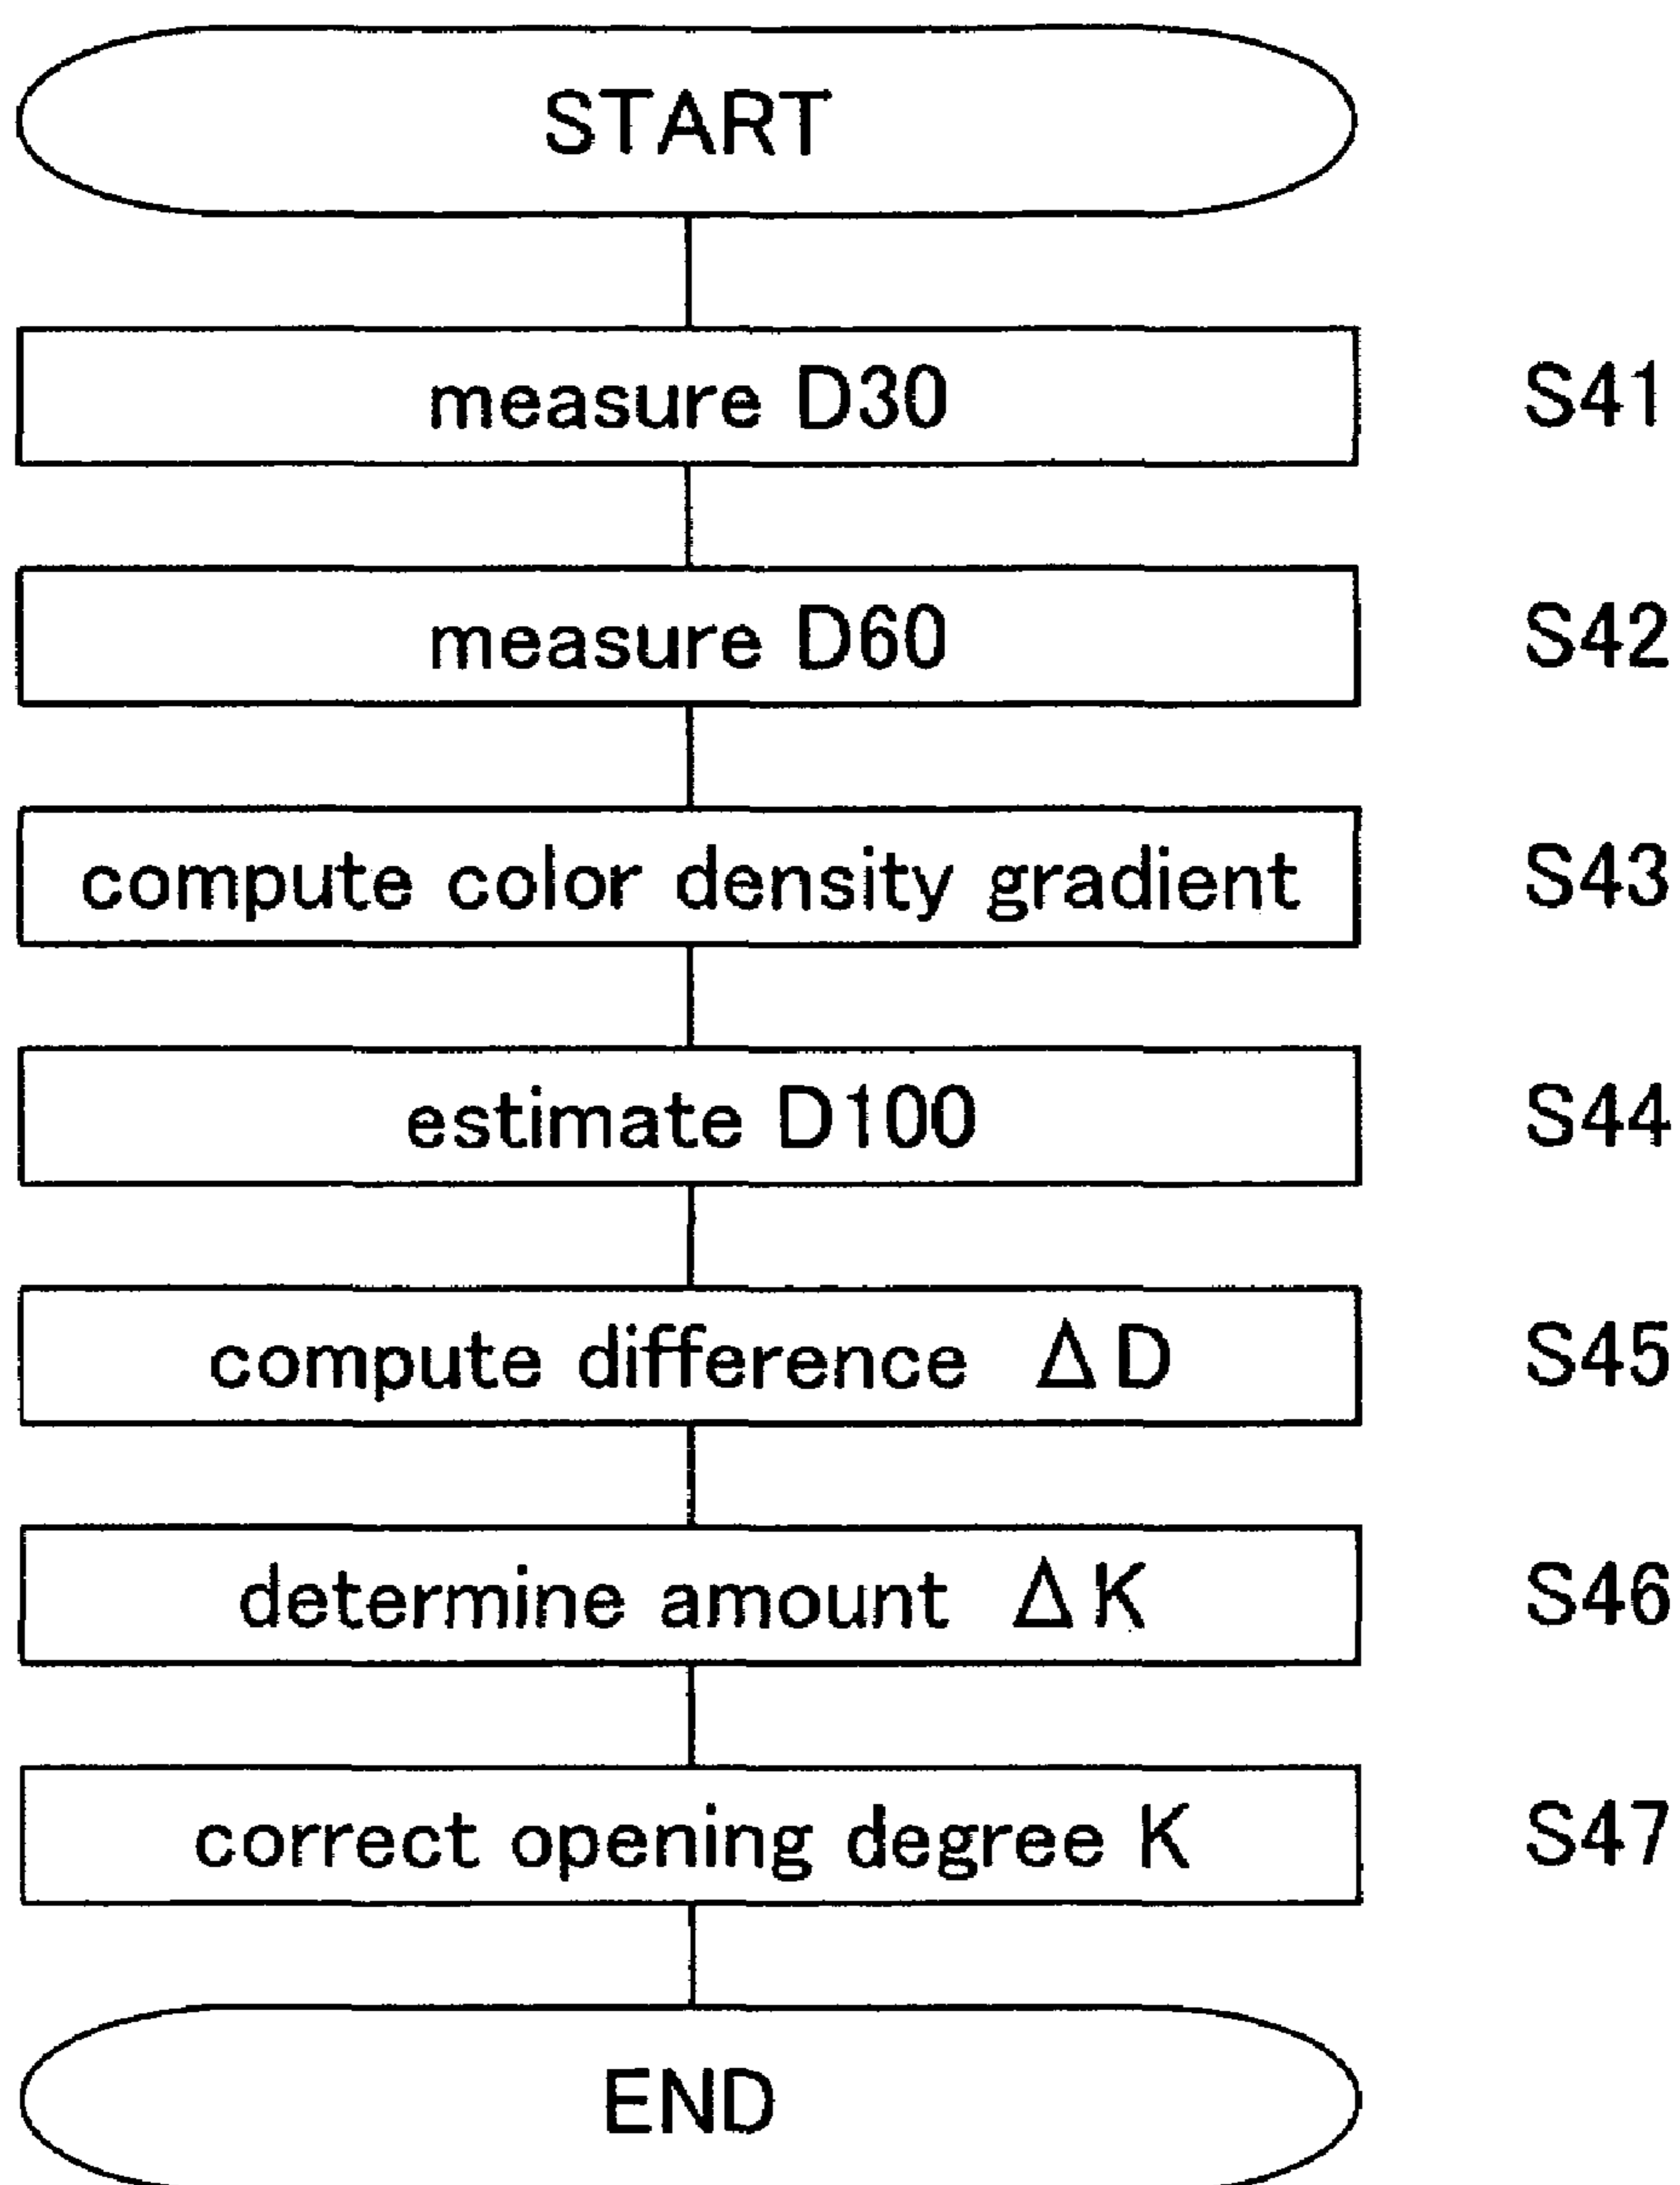 START
measure D30 S41
measure D60 S42
compute color density gradient S43
estimate D100 S44
compute difference ΔD S45
determine amount ΔK S46
correct opening degree K S47
END